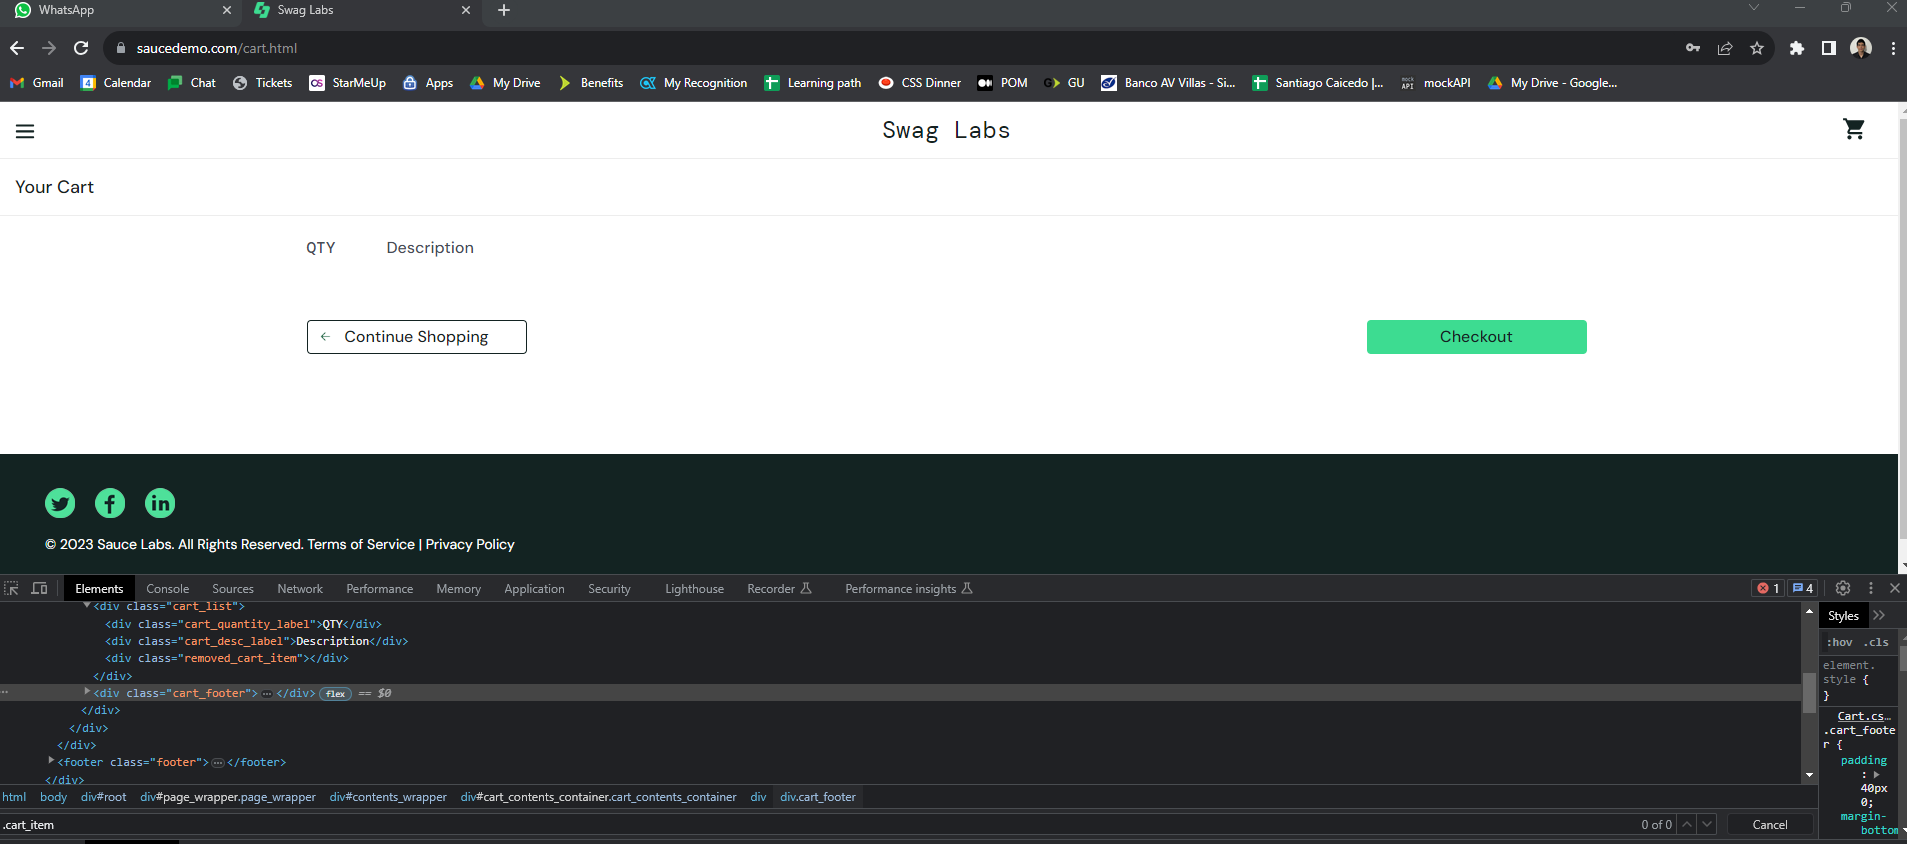 WhatsApp
Swag Labs
saucedemo.com/cart.html
Gmail Calendar Chat Tickets StarMeUp Apps My Drive Benefits My Recognition Learning path CSS Dinner POM GU Banco AV Villas - Si... Santiago Caicedo |... mockAPI My Drive - Google...
Swag Labs
Your Cart
QTY Description
Continue Shopping
Checkout
© 2023 Sauce Labs. All Rights Reserved. Terms of Service | Privacy Policy
Elements Console Sources Network Performance Memory Application Security Lighthouse Recorder Performance insights 1 4
<div class="cart_list">
<div class="cart_quantity_label">QTY</div>
<div class="cart_desc_label">Description</div>
<div class="removed_cart_item"></div>
</div>
<div class="cart_footer"> … </div> flex == $0
</div>
</div>
</div>
<footer class="footer"> … </footer>
</div>
html body div#root div#page_wrapper.page_wrapper div#contents_wrapper div#cart_contents_container.cart_contents_container div div.cart_footer
.cart_item 0 of 0 Cancel
Styles
:hov .cls
element.
style {
}
Cart.cs…
.cart_foote
r {
padding
:
40px
0;
margin-
bottom